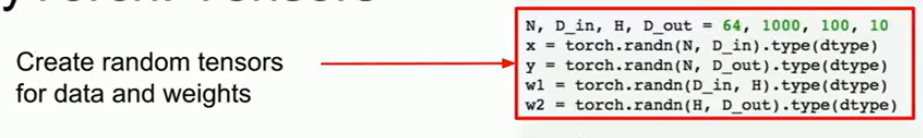 N, D_in, H, D_out = 64, 1000, 100, 10
x = torch.randn(N, D_in).type(dtype)
y = torch.randn(N, D_out).type(dtype)
w1 = torch.randn(D_in, H).type(dtype)
w2 = torch.randn(H, D_out).type(dtype)
Create random tensors
for data and weights